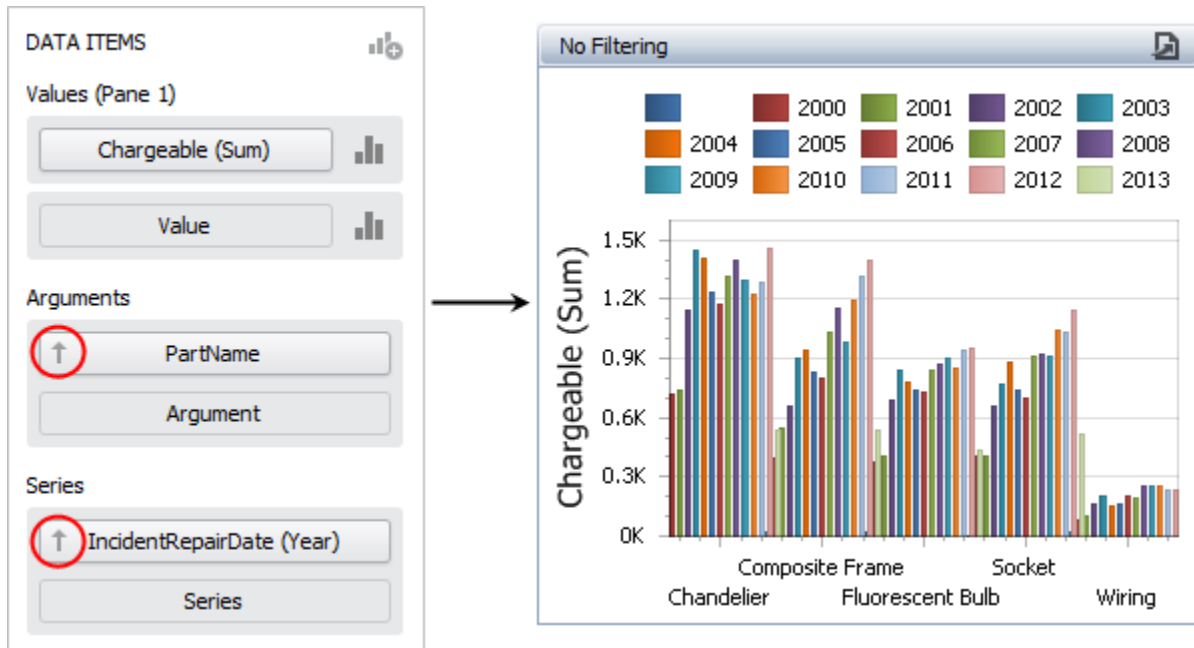 DATA ITEMS
Values (Pane 1)
Chargeable (Sum)
Value
Arguments
PartName
Argument
Series
IncidentRepairDate (Year)
Series
No Filtering
2000 2001 2002 2003
2004 2005 2006 2007 2008
2009 2010 2011 2012 2013
Chargeable (Sum)
1.5K
1.2K
0.9K
0.6K
0.3K
0K
Composite Frame Socket
Chandelier Fluorescent Bulb Wiring